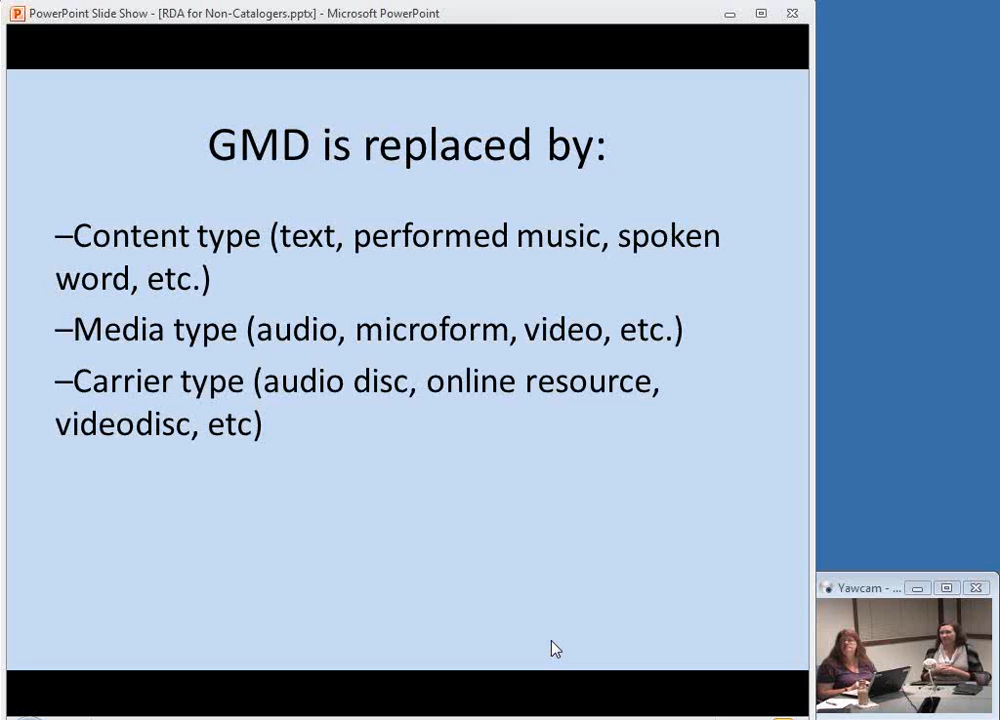 PowerPoint Slide Show - [RDA for Non-Catalogers.pptx] - Microsoft PowerPoint
GMD is replaced by:
–Content type (text, performed music, spoken
word, etc.)
–Media type (audio, microform, video, etc.)
–Carrier type (audio disc, online resource,
videodisc, etc)
Yawcam - ...